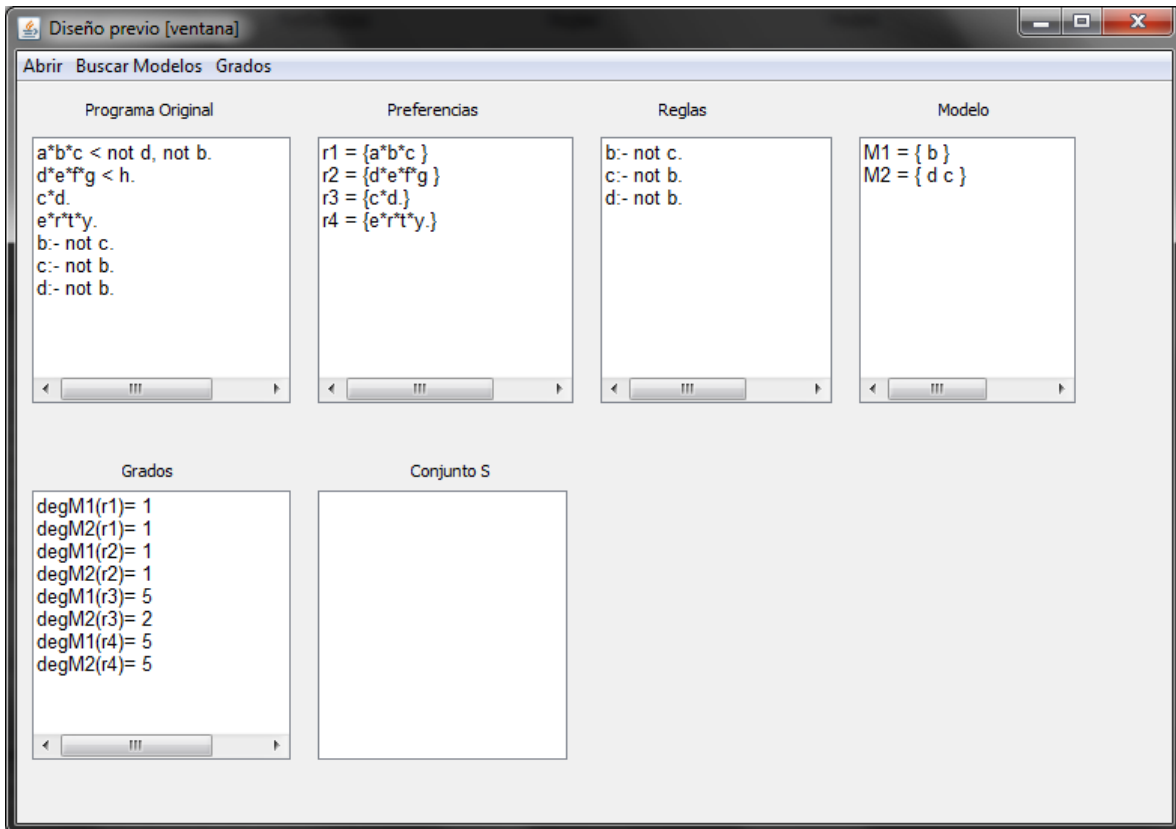 Diseño previo [ventana]
Abrir Buscar Modelos Grados
Programa Original
a*b*c < not d, not b.
d*e*f*g < h.
c*d.
e*r*t*y.
b:- not c.
c:- not b.
d:- not b.
Preferencias
r1 = {a*b*c }
r2 = {d*e*f*g }
r3 = {c*d.}
r4 = {e*r*t*y.}
Reglas
b:- not c.
c:- not b.
d:- not b.
Modelo
M1 = { b }
M2 = { d c }
Grados
degM1(r1)= 1
degM2(r1)= 1
degM1(r2)= 1
degM2(r2)= 1
degM1(r3)= 5
degM2(r3)= 2
degM1(r4)= 5
degM2(r4)= 5
Conjunto S